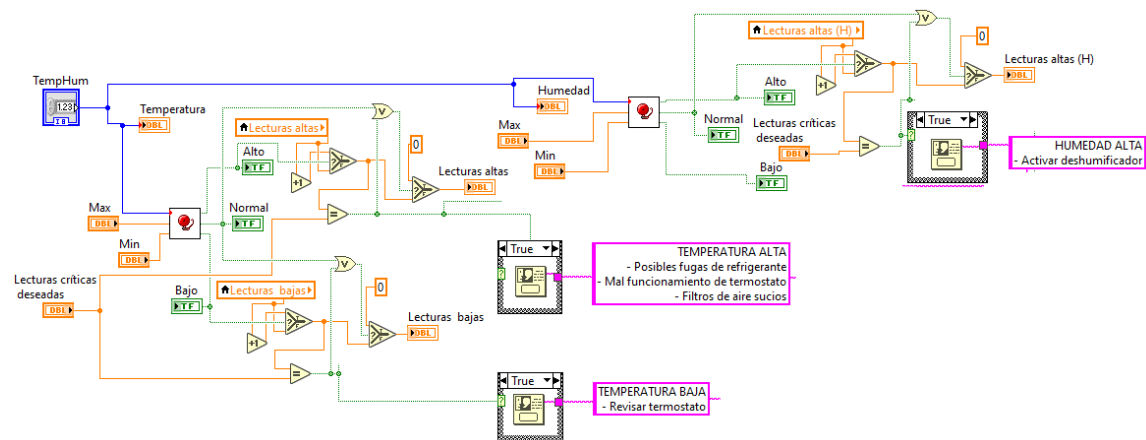 TempHum
1.23
Temperatura
DBL
Lecturas altas
Alto
TF
+1
0
Lecturas altas
DBL
Max
DBL
Normal
TF
Min
DBL
Lecturas críticas
deseadas
DBL
Bajo
TF
Lecturas bajas
+1
0
Lecturas bajas
DBL
V
V
=
=
?
T
F
?
T
F
?
T
F
?
T
F
True
?
TEMPERATURA ALTA
- Posibles fugas de refrigerante
- Mal funcionamiento de termostato
- Filtros de aire sucios
True
?
TEMPERATURA BAJA
- Revisar termostato
Humedad
DBL
Max
DBL
Min
DBL
Alto
TF
Normal
TF
Bajo
TF
Lecturas altas (H)
+1
V
0
?
T
F
?
T
F
Lecturas altas (H)
DBL
Lecturas críticas
deseadas
DBL
=
True
?
HUMEDAD ALTA
- Activar deshumificador